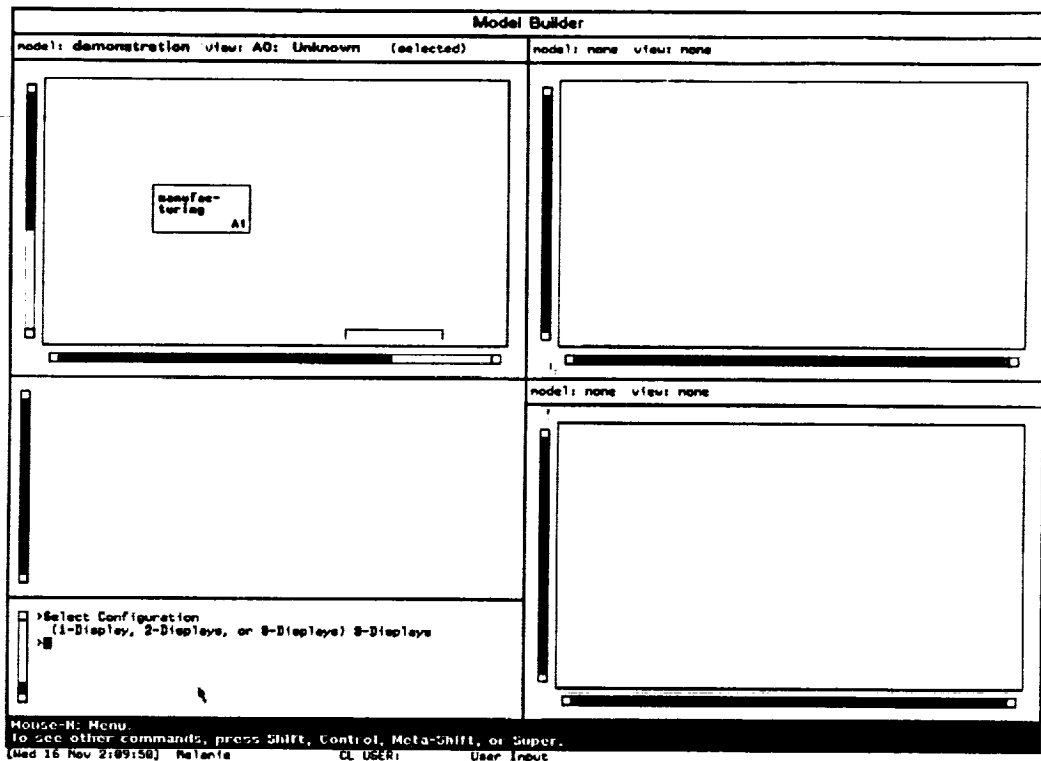 Model Builder
model: demonstration view: A0: Unknown (selected)
model: none view: none
manufac-
turing
A1
model: none view: none
>Select Configuration
(1-Display, 2-Displays, or 3-Displays) 3-Displays
>
Mouse-R: Menu.
To see other commands, press Shift, Control, Meta-Shift, or Super.
[Wed 16 Nov 2:09:50] Melanie CL USER: User Input